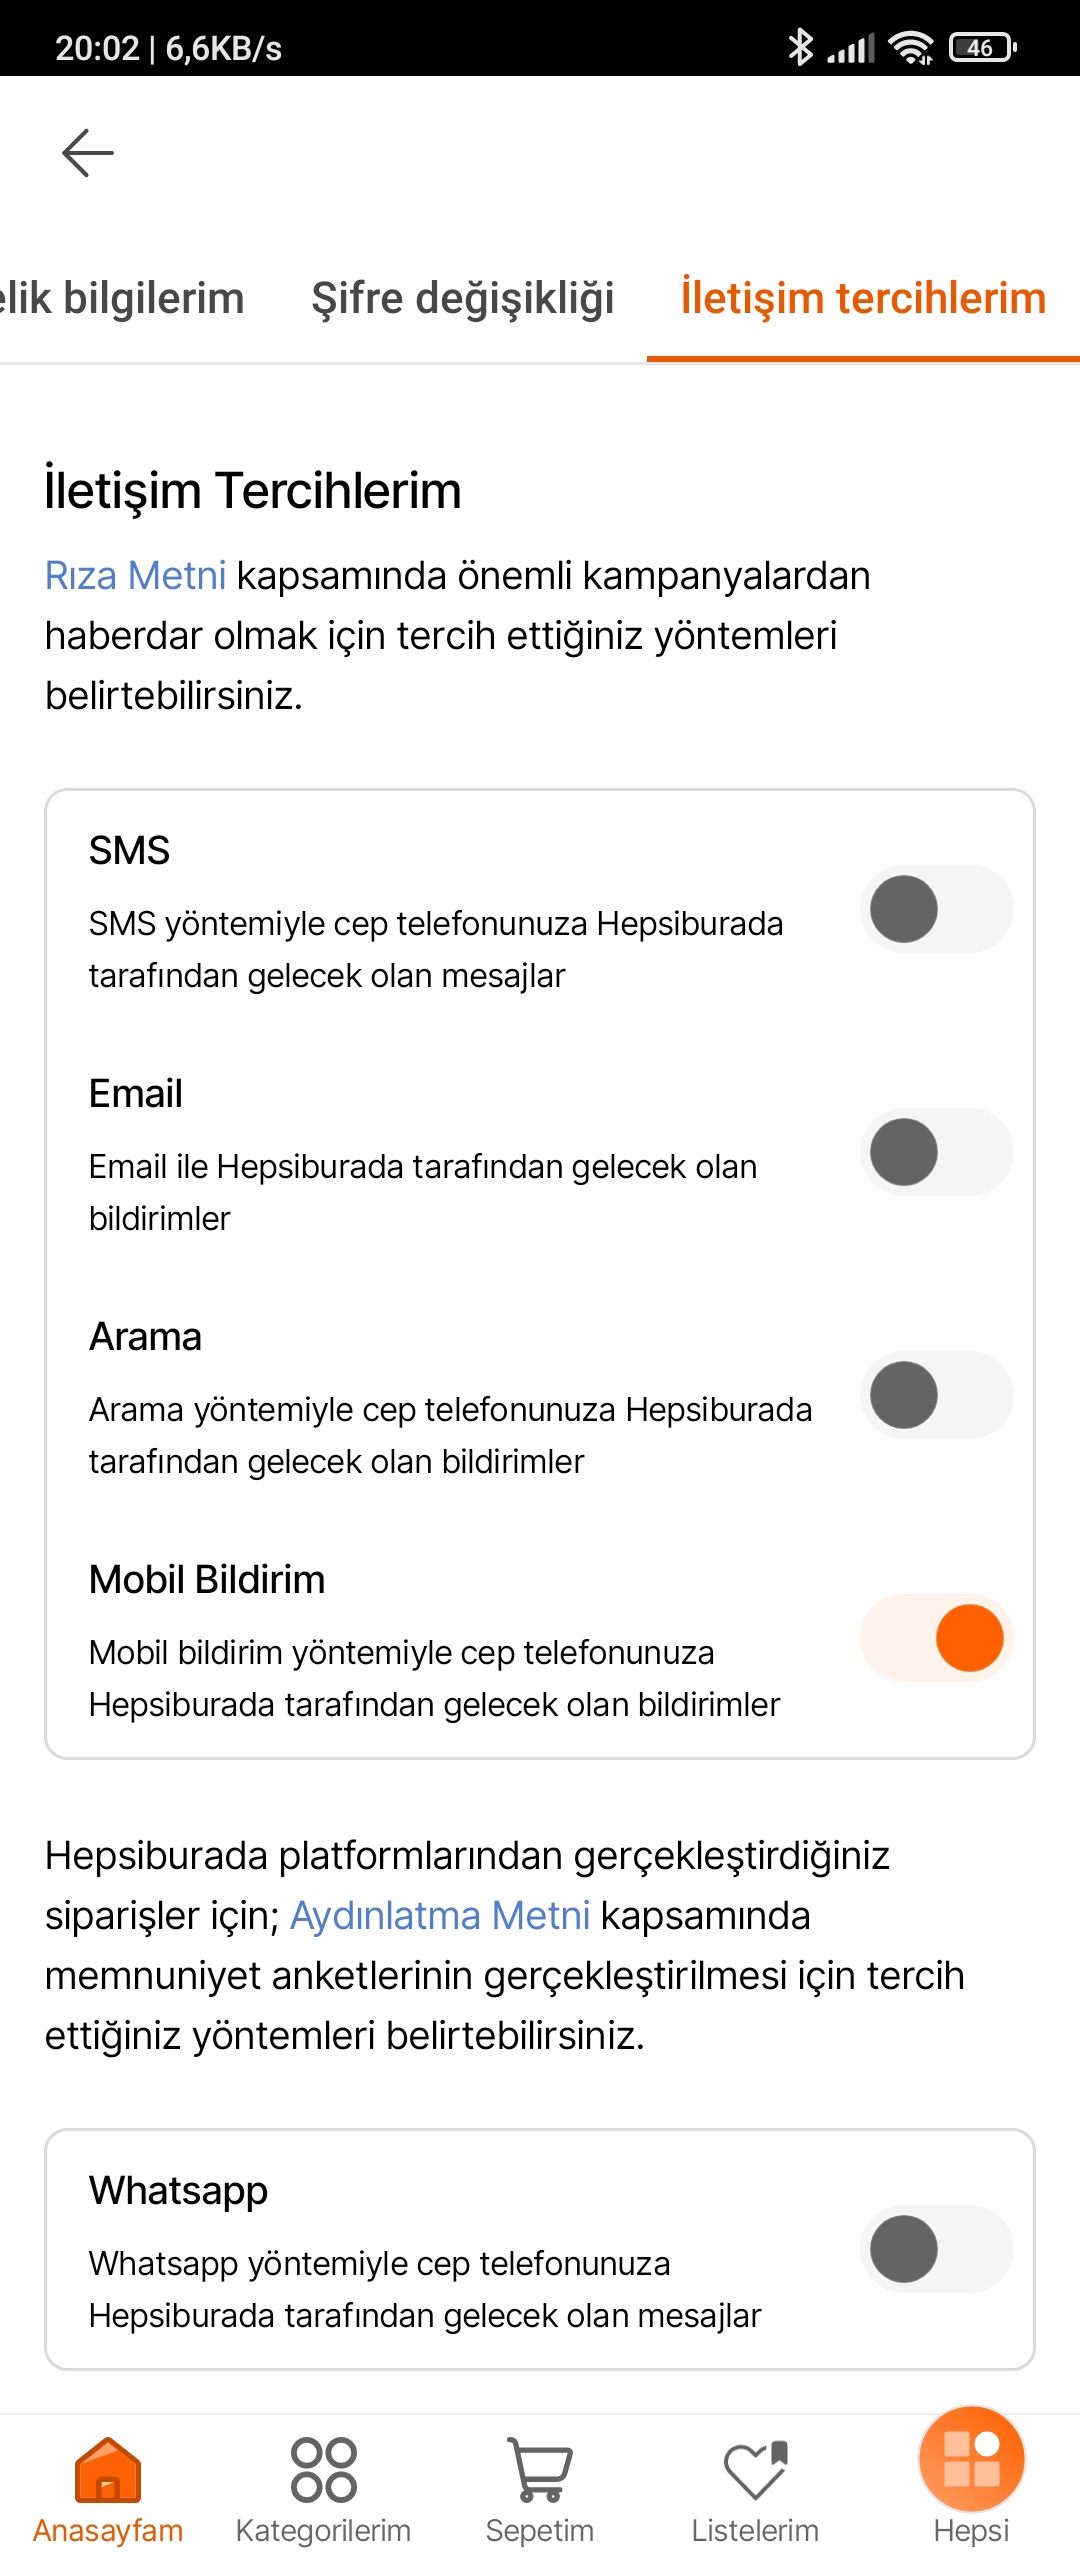 20:02 | 6,6KB/s
46
elik bilgilerim Şifre değişikliği İletişim tercihlerim
İletişim Tercihlerim
Rıza Metni kapsamında önemli kampanyalardan
haberdar olmak için tercih ettiğiniz yöntemleri
belirtebilirsiniz.
SMS
SMS yöntemiyle cep telefonunuza Hepsiburada
tarafından gelecek olan mesajlar
Email
Email ile Hepsiburada tarafından gelecek olan
bildirimler
Arama
Arama yöntemiyle cep telefonunuza Hepsiburada
tarafından gelecek olan bildirimler
Mobil Bildirim
Mobil bildirim yöntemiyle cep telefonunuza
Hepsiburada tarafından gelecek olan bildirimler
Hepsiburada platformlarından gerçekleştirdiğiniz
siparişler için; Aydınlatma Metni kapsamında
memnuniyet anketlerinin gerçekleştirilmesi için tercih
ettiğiniz yöntemleri belirtebilirsiniz.
Whatsapp
Whatsapp yöntemiyle cep telefonunuza
Hepsiburada tarafından gelecek olan mesajlar
Anasayfam Kategorilerim Sepetim Listelerim Hepsi